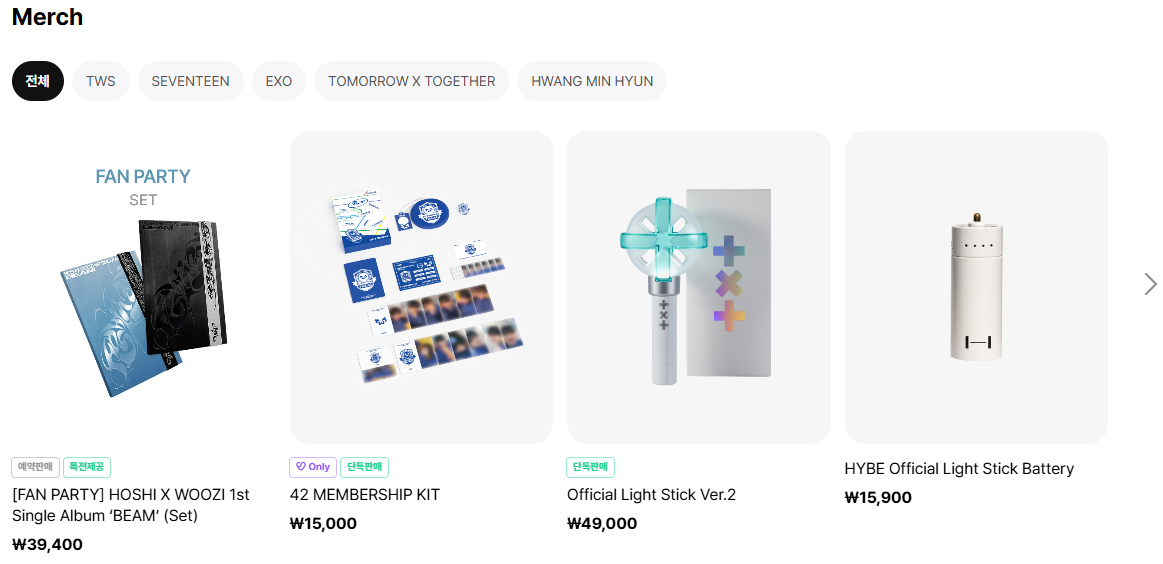 Merch
전체
TWS
SEVENTEEN
EXO
TOMORROW X TOGETHER
HWANG MIN HYUN
FAN PARTY
SET
예약판매
특전제공
[FAN PARTY] HOSHI X WOOZI 1st
Single Album ‘BEAM’ (Set)
₩39,400
Only
단독판매
42 MEMBERSHIP KIT
₩15,000
단독판매
Official Light Stick Ver.2
₩49,000
HYBE Official Light Stick Battery
₩15,900